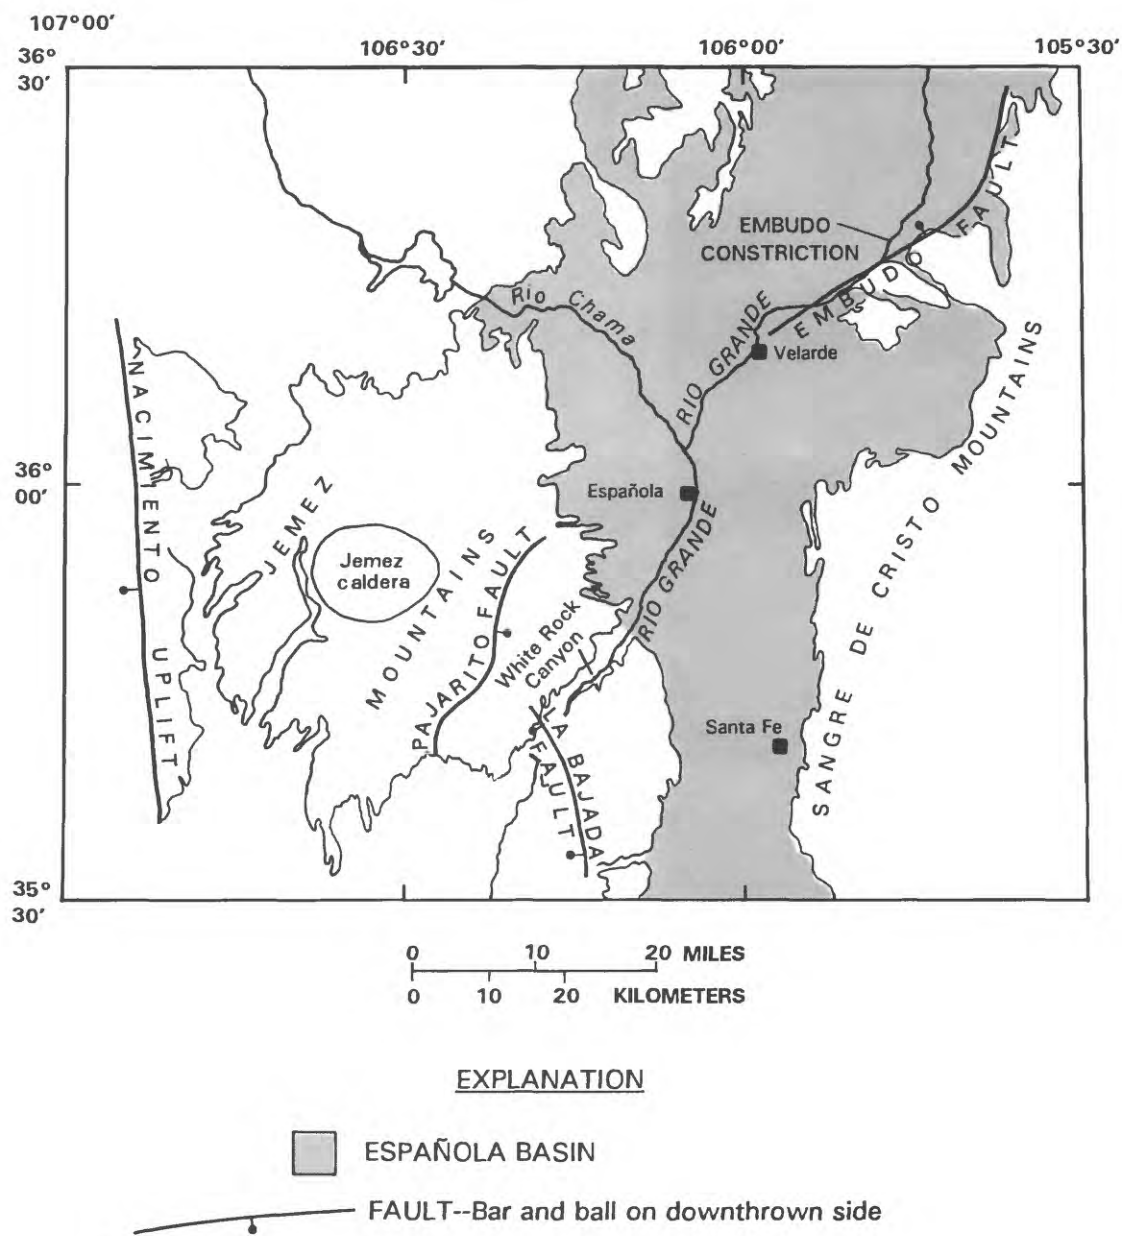 107°00′
106°30′
106°00′
105°30′
36°
30′
EMBUDO
CONSTRICTION
EMBUDO FAULT
Rio Chama
RIO GRANDE
Velarde
NACIMIENTO UPLIFT
36°
00′
Española
JEMEZ MOUNTAINS
Jemez
caldera
PAJARITO FAULT
White Rock
Canyon
RIO GRANDE
SANGRE DE CRISTO MOUNTAINS
Santa Fe
LA BAJADA
FAULT
35°
30′
0 10 20 MILES
0 10 20 KILOMETERS
EXPLANATION
ESPAÑOLA BASIN
FAULT--Bar and ball on downthrown side